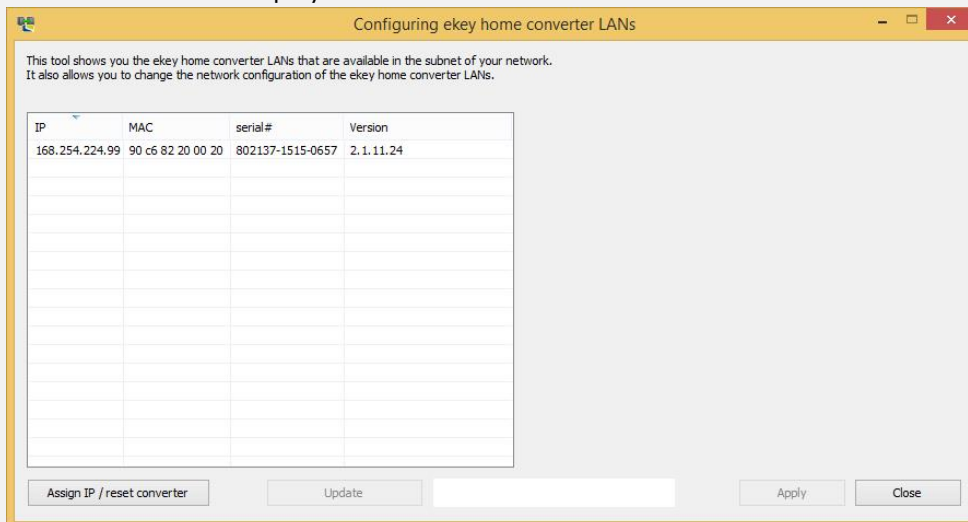 Configuring ekey home converter LANs
This tool shows you the ekey home converter LANs that are available in the subnet of your network.
It also allows you to change the network configuration of the ekey home converter LANs.
IP MAC serial# Version
168.254.224.99 90 c6 82 20 00 20 802137-1515-0657 2.1.11.24
Assign IP / reset converter Update Apply Close